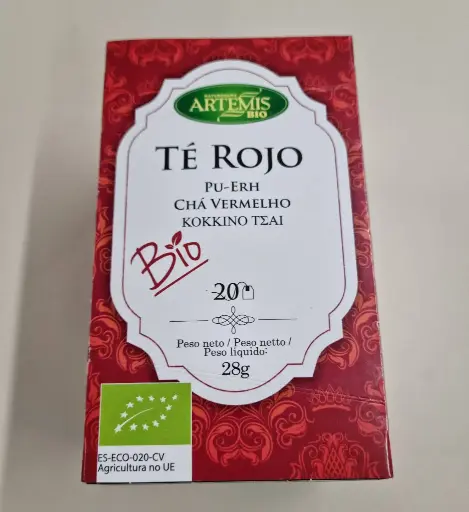 ARTEMIS
BIO
TÉ ROJO
PU-ERH
CHÁ VERMELHO
ΚΟΚΚΙΝΟ ΤΣΑΙ
Bio
20
Peso neto / Peso netto /
Peso líquido:
28g
ES-ECO-020-CV
Agricultura no UE